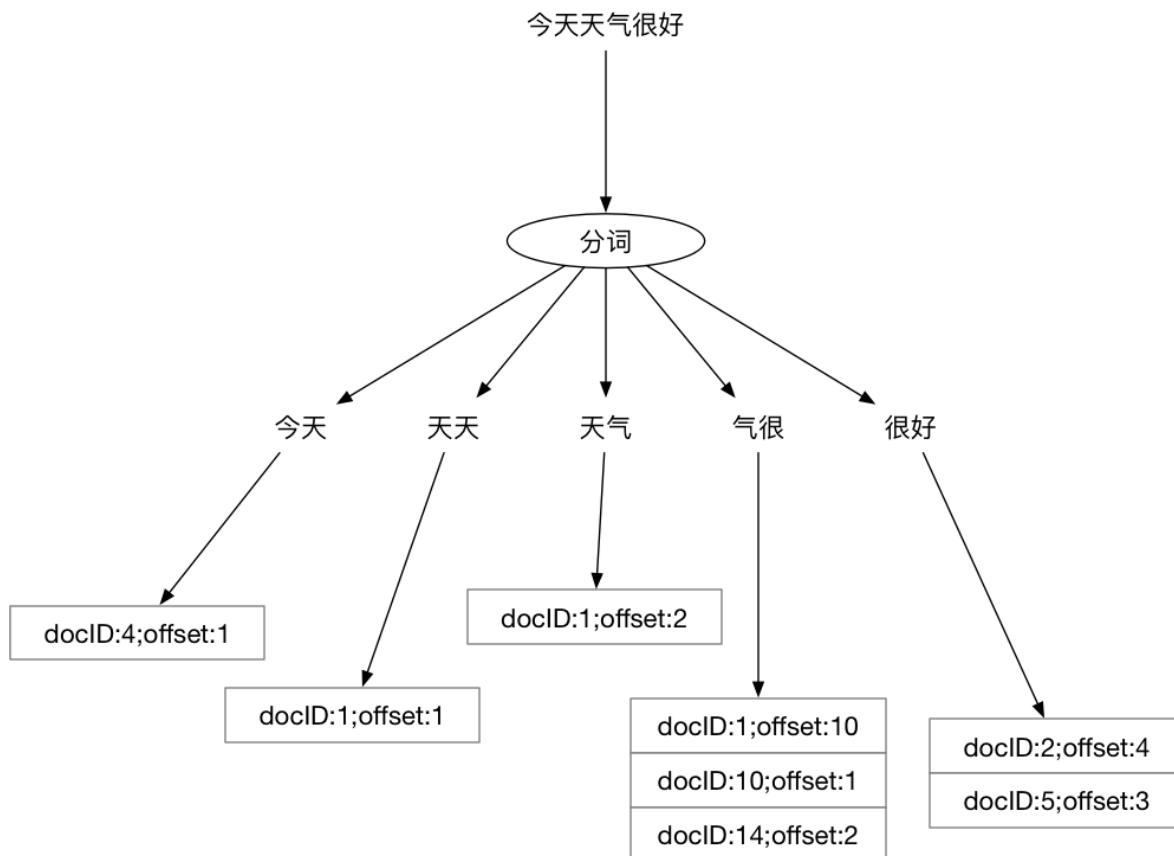 今天天气很好
分词
今天
天天
天气
气很
很好
docID:4;offset:1
docID:1;offset:1
docID:1;offset:2
docID:1;offset:10
docID:10;offset:1
docID:14;offset:2
docID:2;offset:4
docID:5;offset:3